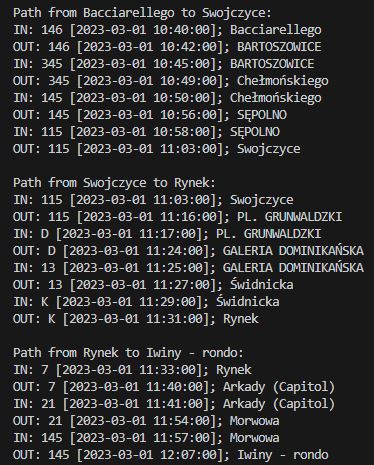 Path from Bacciarellego to Swojczyce:
IN: 146 [2023-03-01 10:40:00]; Bacciarellego
OUT: 146 [2023-03-01 10:42:00]; BARTOSZOWICE
IN: 345 [2023-03-01 10:45:00]; BARTOSZOWICE
OUT: 345 [2023-03-01 10:49:00]; Chełmońskiego
IN: 145 [2023-03-01 10:50:00]; Chełmońskiego
OUT: 145 [2023-03-01 10:56:00]; SĘPOLNO
IN: 115 [2023-03-01 10:58:00]; SĘPOLNO
OUT: 115 [2023-03-01 11:03:00]; Swojczyce

Path from Swojczyce to Rynek:
IN: 115 [2023-03-01 11:03:00]; Swojczyce
OUT: 115 [2023-03-01 11:16:00]; PL. GRUNWALDZKI
IN: D [2023-03-01 11:17:00]; PL. GRUNWALDZKI
OUT: D [2023-03-01 11:24:00]; GALERIA DOMINIKAŃSKA
IN: 13 [2023-03-01 11:25:00]; GALERIA DOMINIKAŃSKA
OUT: 13 [2023-03-01 11:27:00]; Świdnicka
IN: K [2023-03-01 11:29:00]; Świdnicka
OUT: K [2023-03-01 11:31:00]; Rynek

Path from Rynek to Iwiny - rondo:
IN: 7 [2023-03-01 11:33:00]; Rynek
OUT: 7 [2023-03-01 11:40:00]; Arkady (Capitol)
IN: 21 [2023-03-01 11:41:00]; Arkady (Capitol)
OUT: 21 [2023-03-01 11:54:00]; Morwowa
IN: 145 [2023-03-01 11:57:00]; Morwowa
OUT: 145 [2023-03-01 12:07:00]; Iwiny - rondo